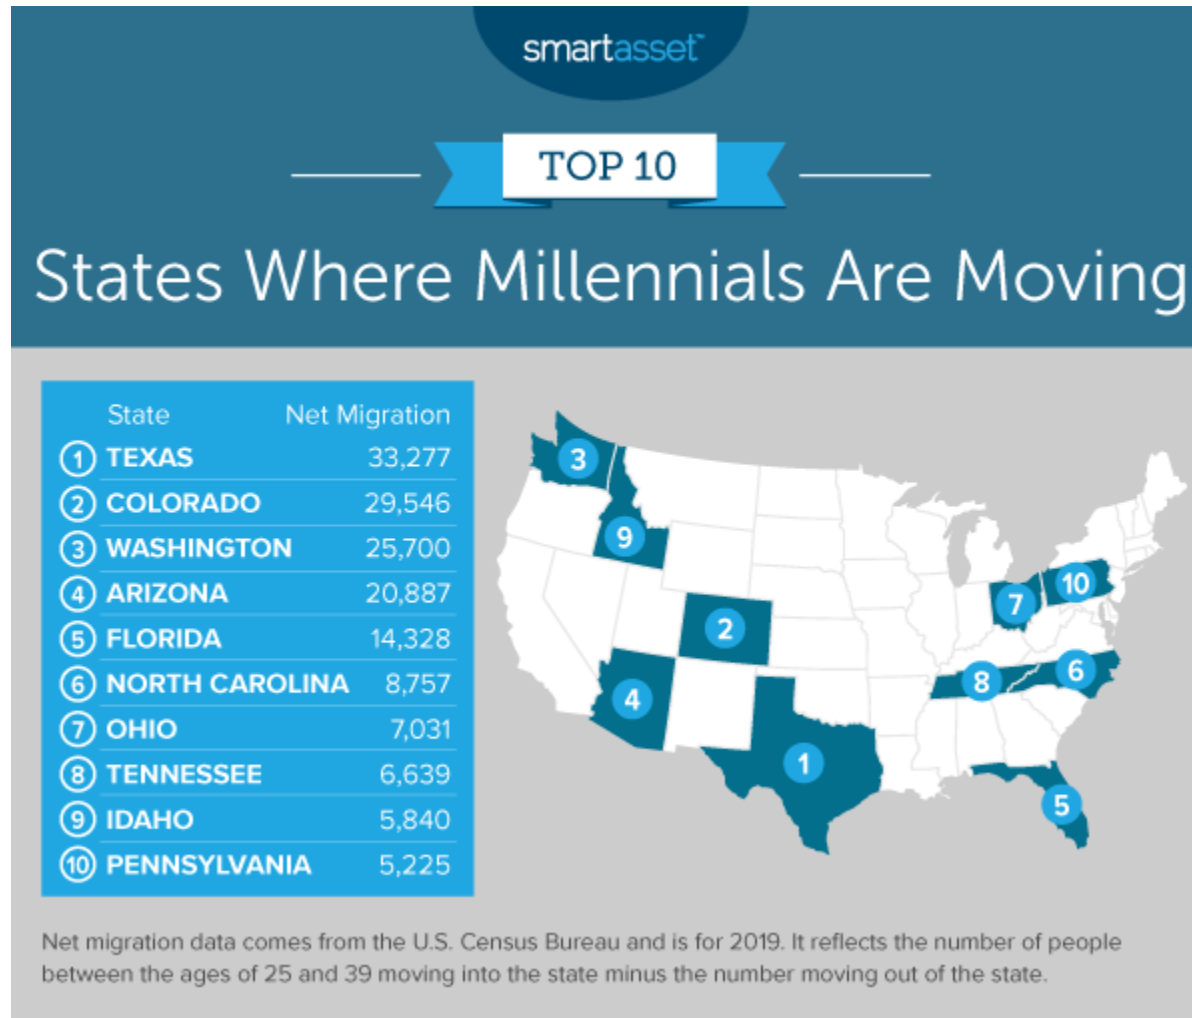 smartasset™
TOP 10
States Where Millennials Are Moving
State Net Migration
1 TEXAS 33,277
2 COLORADO 29,546
3 WASHINGTON 25,700
4 ARIZONA 20,887
5 FLORIDA 14,328
6 NORTH CAROLINA 8,757
7 OHIO 7,031
8 TENNESSEE 6,639
9 IDAHO 5,840
10 PENNSYLVANIA 5,225
3
9
10
7
2
6
8
4
1
5
Net migration data comes from the U.S. Census Bureau and is for 2019. It reflects the number of people
between the ages of 25 and 39 moving into the state minus the number moving out of the state.